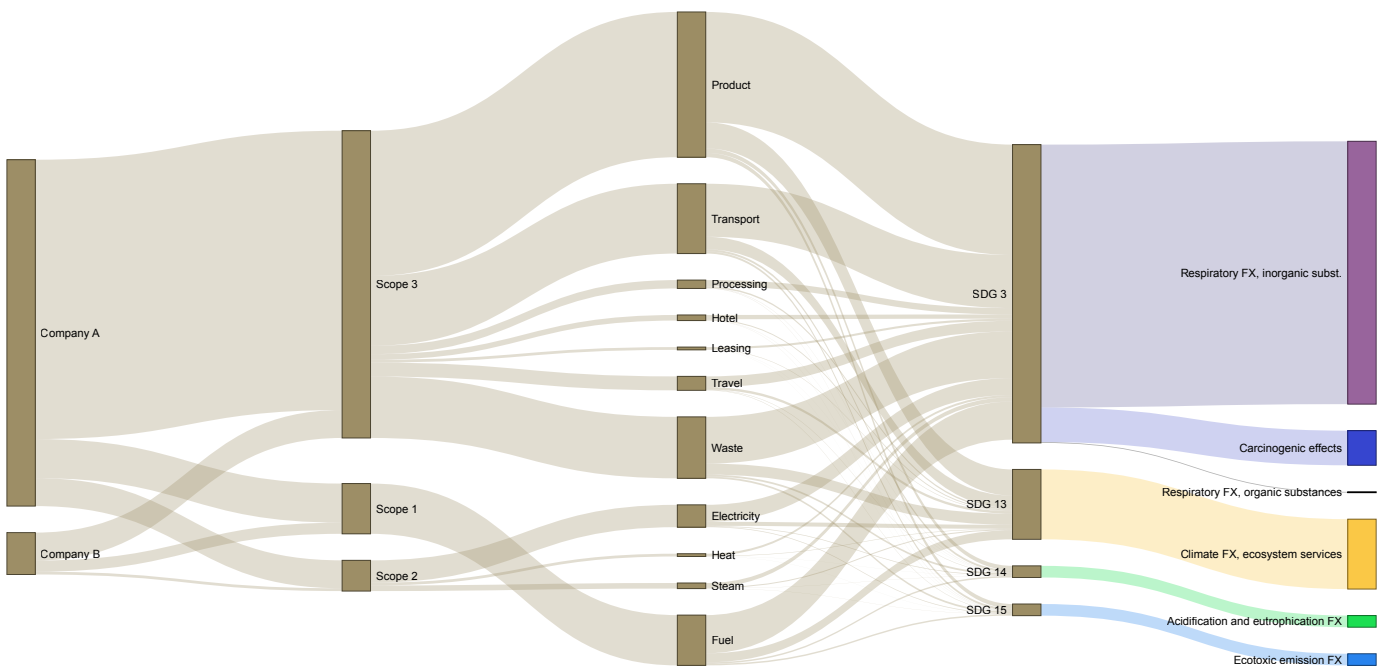 Company A
Company B
Scope 3
Scope 1
Scope 2
Product
Transport
Processing
Hotel
Leasing
Travel
Waste
Electricity
Heat
Steam
Fuel
SDG 3
SDG 13
SDG 14
SDG 15
Respiratory FX, inorganic subst.
Carcinogenic effects
Respiratory FX, organic substances
Climate FX, ecosystem services
Acidification and eutrophication FX
Ecotoxic emission FX